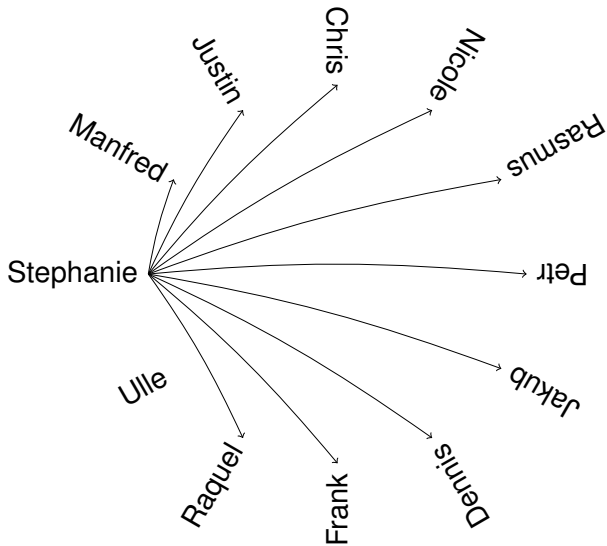 Chris
Justin
Nicole
Manfred
Rasmus
Stephanie
Petr
Ulle
Jakub
Raquel
Frank
Dennis